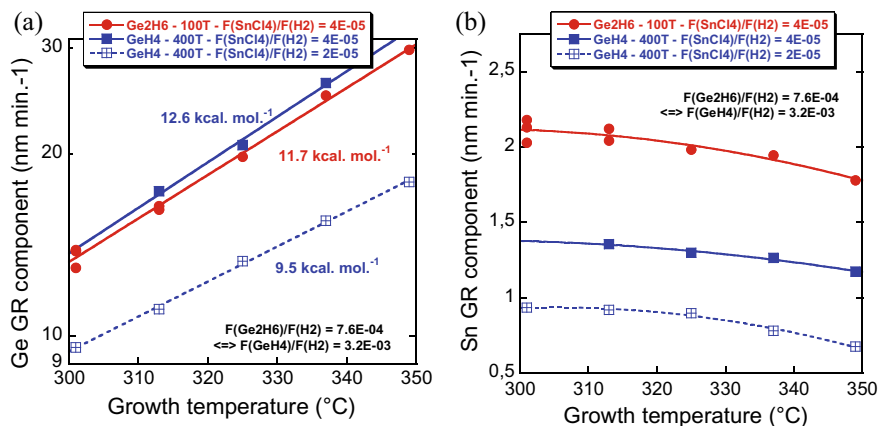 (a)
Ge2H6 - 100T - F(SnCl4)/F(H2) = 4E-05
GeH4 - 400T - F(SnCl4)/F(H2) = 4E-05
GeH4 - 400T - F(SnCl4)/F(H2) = 2E-05
30
20
10
9
Ge GR component (nm min.-1)
12.6 kcal. mol.-1
11.7 kcal. mol.-1
9.5 kcal. mol.-1
F(Ge2H6)/F(H2) = 7.6E-04
<=> F(GeH4)/F(H2) = 3.2E-03
300 310 320 330 340 350
Growth temperature (°C)
(b)
Ge2H6 - 100T - F(SnCl4)/F(H2) = 4E-05
GeH4 - 400T - F(SnCl4)/F(H2) = 4E-05
GeH4 - 400T - F(SnCl4)/F(H2) = 2E-05
2,5
2
1,5
1
0,5
Sn GR component (nm min.-1)
F(Ge2H6)/F(H2) = 7.6E-04
<=> F(GeH4)/F(H2) = 3.2E-03
300 310 320 330 340 350
Growth temperature (°C)